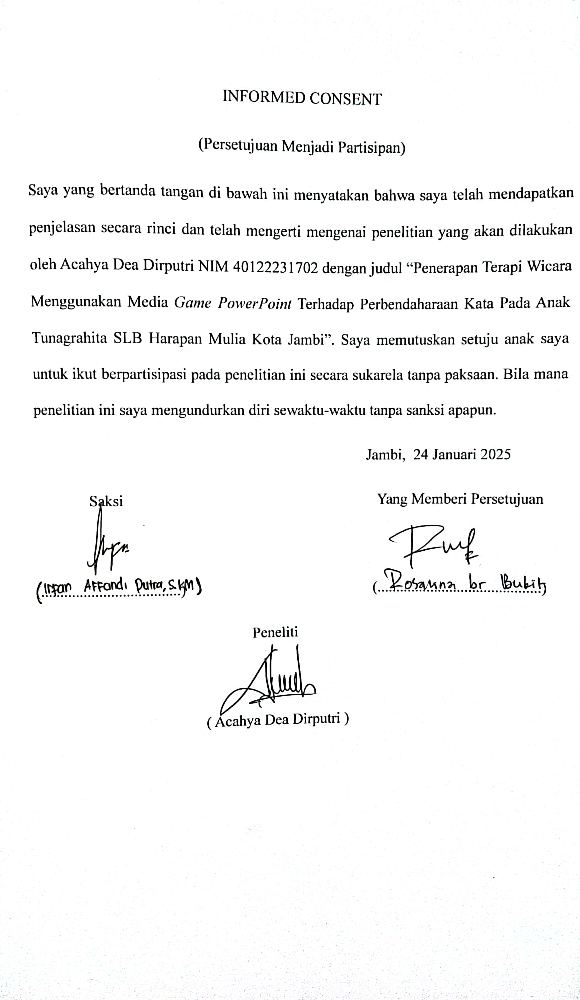 INFORMED CONSENT
(Persetujuan Menjadi Partisipan)
Saya yang bertanda tangan di bawah ini menyatakan bahwa saya telah mendapatkan
penjelasan secara rinci dan telah mengerti mengenai penelitian yang akan dilakukan
oleh Acahya Dea Dirputri NIM 40122231702 dengan judul “Penerapan Terapi Wicara
Menggunakan Media Game PowerPoint Terhadap Perbendaharaan Kata Pada Anak
Tunagrahita SLB Harapan Mulia Kota Jambi”. Saya memutuskan setuju anak saya
untuk ikut berpartisipasi pada penelitian ini secara sukarela tanpa paksaan. Bila mana
penelitian ini saya mengundurkan diri sewaktu-waktu tanpa sanksi apapun.
Jambi, 24 Januari 2025
Saksi
Yang Memberi Persetujuan
(Irfan Affandi Putra, S.KM)
( br Bukit)
Peneliti
( Acahya Dea Dirputri )